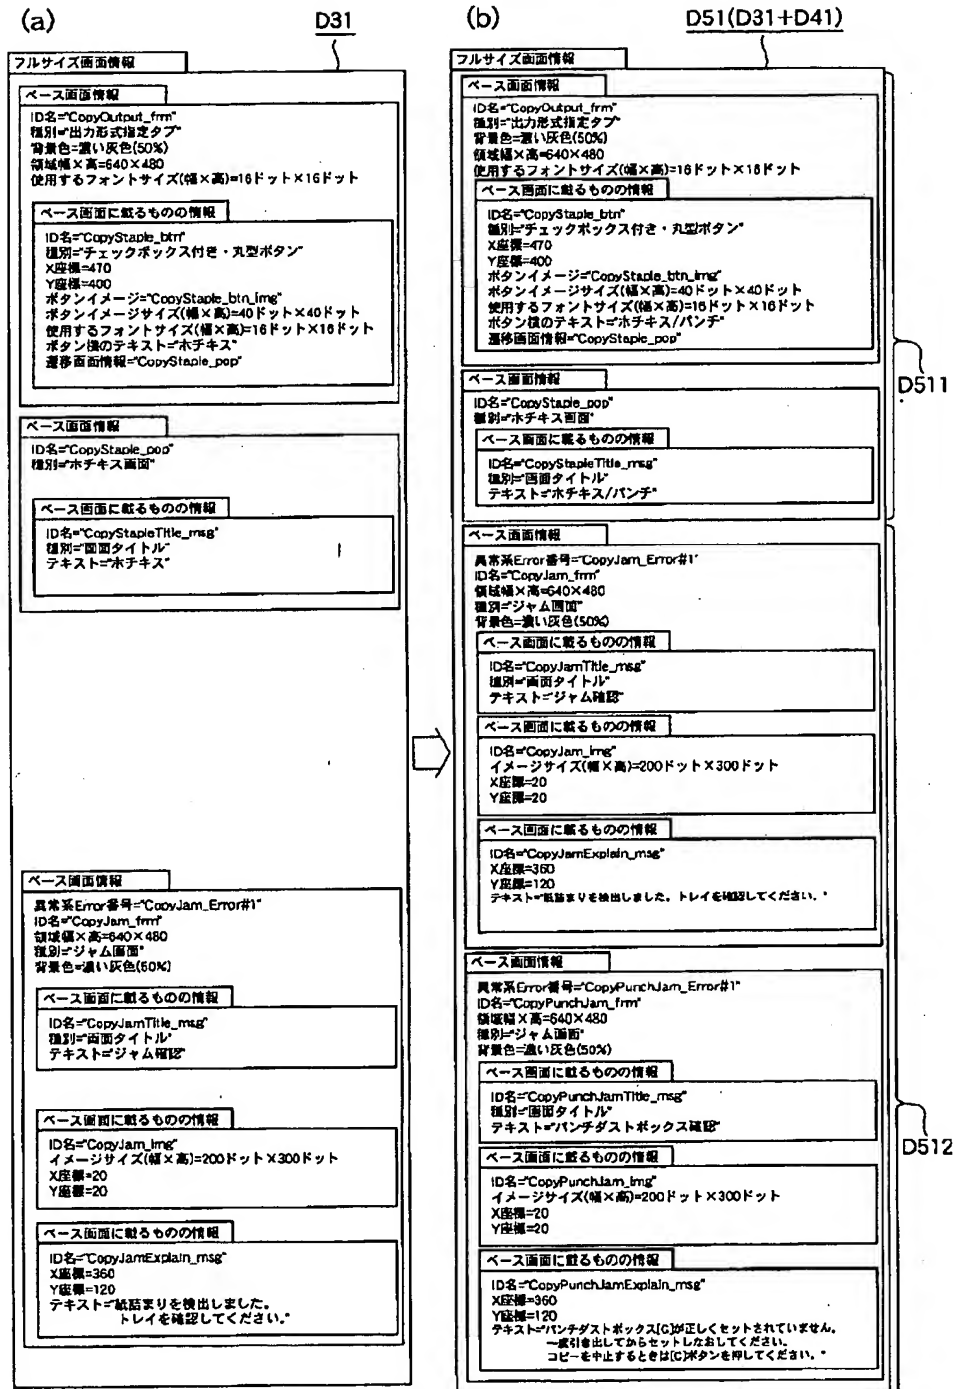 (a)
D31
フルサイズ画面情報
ベース画面情報
ID名="CopyOutput_frm"
種別="出力形式指定タブ"
背景色=濃い灰色(50%)
領域幅×高=640×480
使用するフォントサイズ(幅×高)=16ドット×16ドット
ベース画面に載るものの情報
ID名="CopyStaple_btn"
種別="チェックボックス付き・丸型ボタン"
X座標=470
Y座標=400
ボタンイメージ="CopyStaple_btn_img"
ボタンイメージサイズ(幅×高)=40ドット×40ドット
使用するフォントサイズ(幅×高)=16ドット×16ドット
ボタン横のテキスト="ホチキス"
遷移画面情報="CopyStaple_pop"
ベース画面情報
ID名="CopyStaple_pop"
種別="ホチキス画面"
ベース画面に載るものの情報
ID名="CopyStapleTitle_msg"
種別="画面タイトル"
テキスト="ホチキス"
ベース画面情報
異常系Error番号="CopyJam_Error#1"
ID名="CopyJam_frm"
領域幅×高=640×480
種別="ジャム画面"
背景色=濃い灰色(50%)
ベース画面に載るものの情報
ID名="CopyJamTitle_msg"
種別="画面タイトル"
テキスト="ジャム確認"
ベース画面に載るものの情報
ID名="CopyJam_img"
イメージサイズ(幅×高)=200ドット×300ドット
X座標=20
Y座標=20
ベース画面に載るものの情報
ID名="CopyJamExplain_msg"
X座標=360
Y座標=120
テキスト="紙詰まりを検出しました。
トレイを確認してください。"
(b)
D51(D31+D41)
フルサイズ画面情報
ベース画面情報
ID名="CopyOutput_frm"
種別="出力形式指定タブ"
背景色=濃い灰色(50%)
領域幅×高=640×480
使用するフォントサイズ(幅×高)=16ドット×16ドット
ベース画面に載るものの情報
ID名="CopyStaple_btn"
種別="チェックボックス付き・丸型ボタン"
X座標=470
Y座標=400
ボタンイメージ="CopyStaple_btn_img"
ボタンイメージサイズ(幅×高)=40ドット×40ドット
使用するフォントサイズ(幅×高)=16ドット×16ドット
ボタン横のテキスト="ホチキス/パンチ"
遷移画面情報="CopyStaple_pop"
D511
ベース画面情報
ID名="CopyStaple_pop"
種別="ホチキス画面"
ベース画面に載るものの情報
ID名="CopyStapleTitle_msg"
種別="画面タイトル"
テキスト="ホチキス/パンチ"
ベース画面情報
異常系Error番号="CopyJam_Error#1"
ID名="CopyJam_frm"
領域幅×高=640×480
種別="ジャム画面"
背景色=濃い灰色(50%)
ベース画面に載るものの情報
ID名="CopyJamTitle_msg"
種別="画面タイトル"
テキスト="ジャム確認"
ベース画面に載るものの情報
ID名="CopyJam_img"
イメージサイズ(幅×高)=200ドット×300ドット
X座標=20
Y座標=20
ベース画面に載るものの情報
ID名="CopyJamExplain_msg"
X座標=360
Y座標=120
テキスト="紙詰まりを検出しました。トレイを確認してください。"
ベース画面情報
異常系Error番号="CopyPunchJam_Error#1"
ID名="CopyPunchJam_frm"
領域幅×高=640×480
種別="ジャム画面"
背景色=濃い灰色(50%)
ベース画面に載るものの情報
ID名="CopyPunchJamTitle_msg"
種別="画面タイトル"
テキスト="パンチダストボックス確認"
D512
ベース画面に載るものの情報
ID名="CopyPunchJam_img"
イメージサイズ(幅×高)=200ドット×300ドット
X座標=20
Y座標=20
ベース画面に載るものの情報
ID名="CopyPunchJamExplain_msg"
X座標=360
Y座標=120
テキスト="パンチダストボックス[G]が正しくセットされていません。
一度引き出してからセットしなおしてください。
コピーを中止するときは[C]ボタンを押してください。"